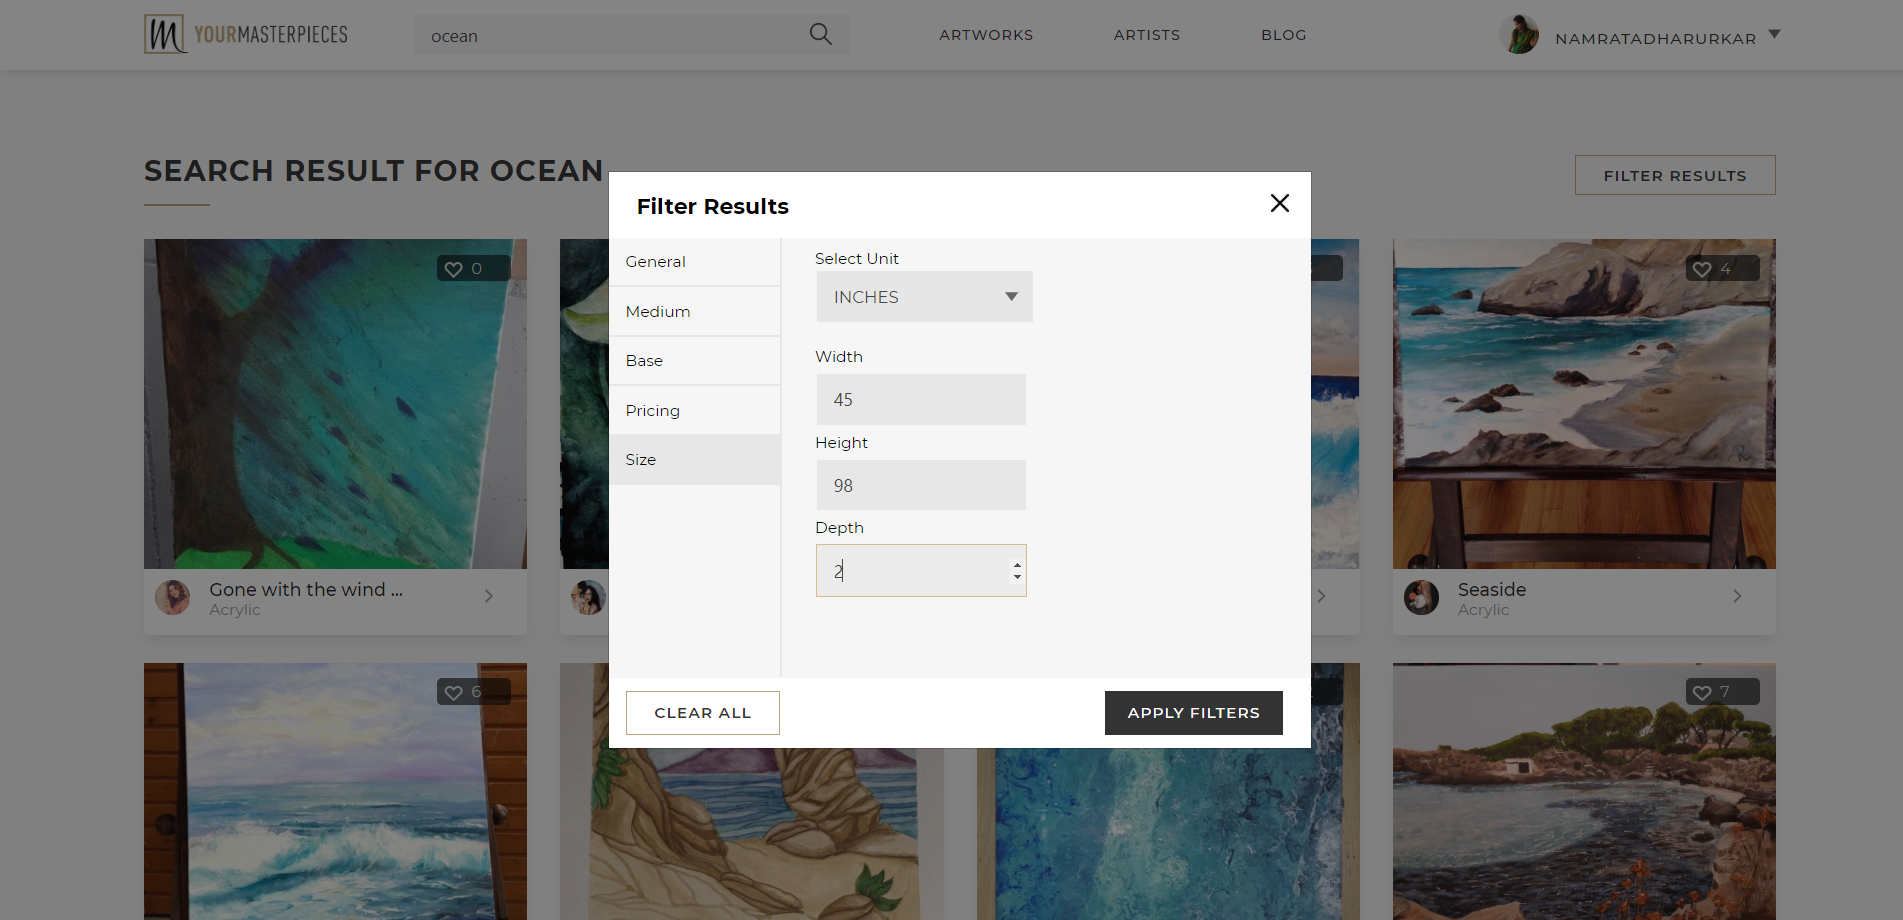 m YOURMASTERPIECES
ocean
ARTWORKS
ARTISTS
BLOG
NAMRATADHARURKAR
SEARCH RESULT FOR OCEAN
FILTER RESULTS
Filter Results
General
Medium
Base
Pricing
Size
Select Unit
INCHES
Width
45
Height
98
Depth
2
CLEAR ALL
APPLY FILTERS
0
4
Gone with the wind ...
Acrylic
Seaside
Acrylic
6
7